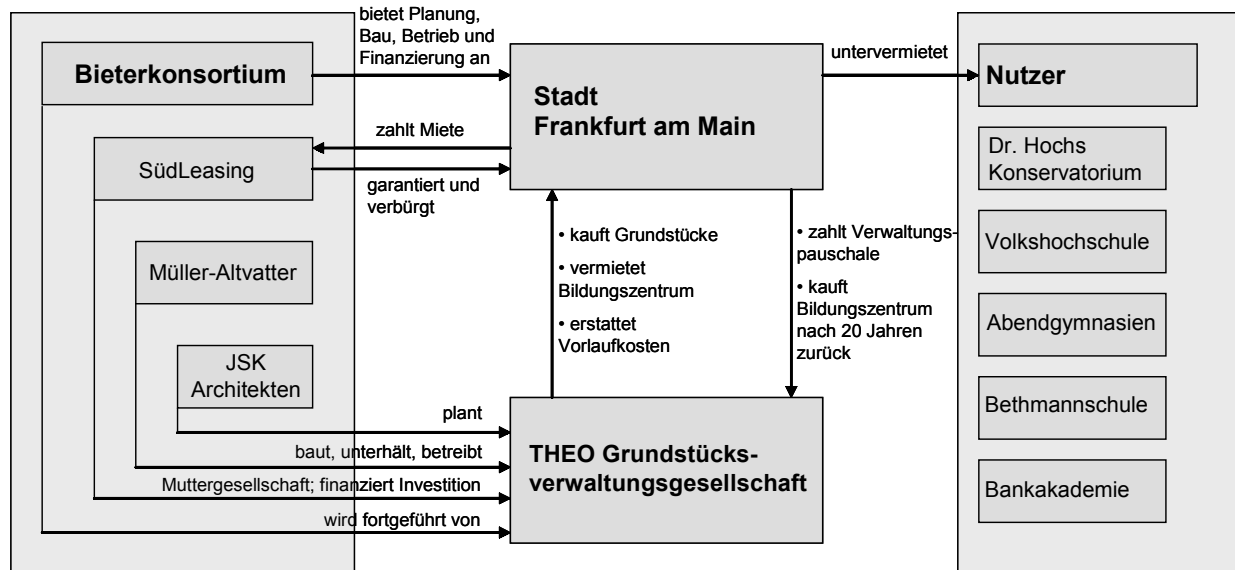 bietet Planung,
Bau, Betrieb und
Finanzierung an
Bieterkonsortium
Stadt
Frankfurt am Main
untervermietet
Nutzer
zahlt Miete
SüdLeasing
garantiert und
verbürgt
Dr. Hochs
Konservatorium
Müller-Altvatter
• kauft Grundstücke
• vermietet
Bildungszentrum
• erstattet
Vorlaufkosten
• zahlt Verwaltungs-
pauschale
• kauft
Bildungszentrum
nach 20 Jahren
zurück
Volkshochschule
Abendgymnasien
JSK
Architekten
Bethmannschule
plant
baut, unterhält, betreibt
Muttergesellschaft; finanziert Investition
wird fortgeführt von
THEO Grundstücks-
verwaltungsgesellschaft
Bankakademie